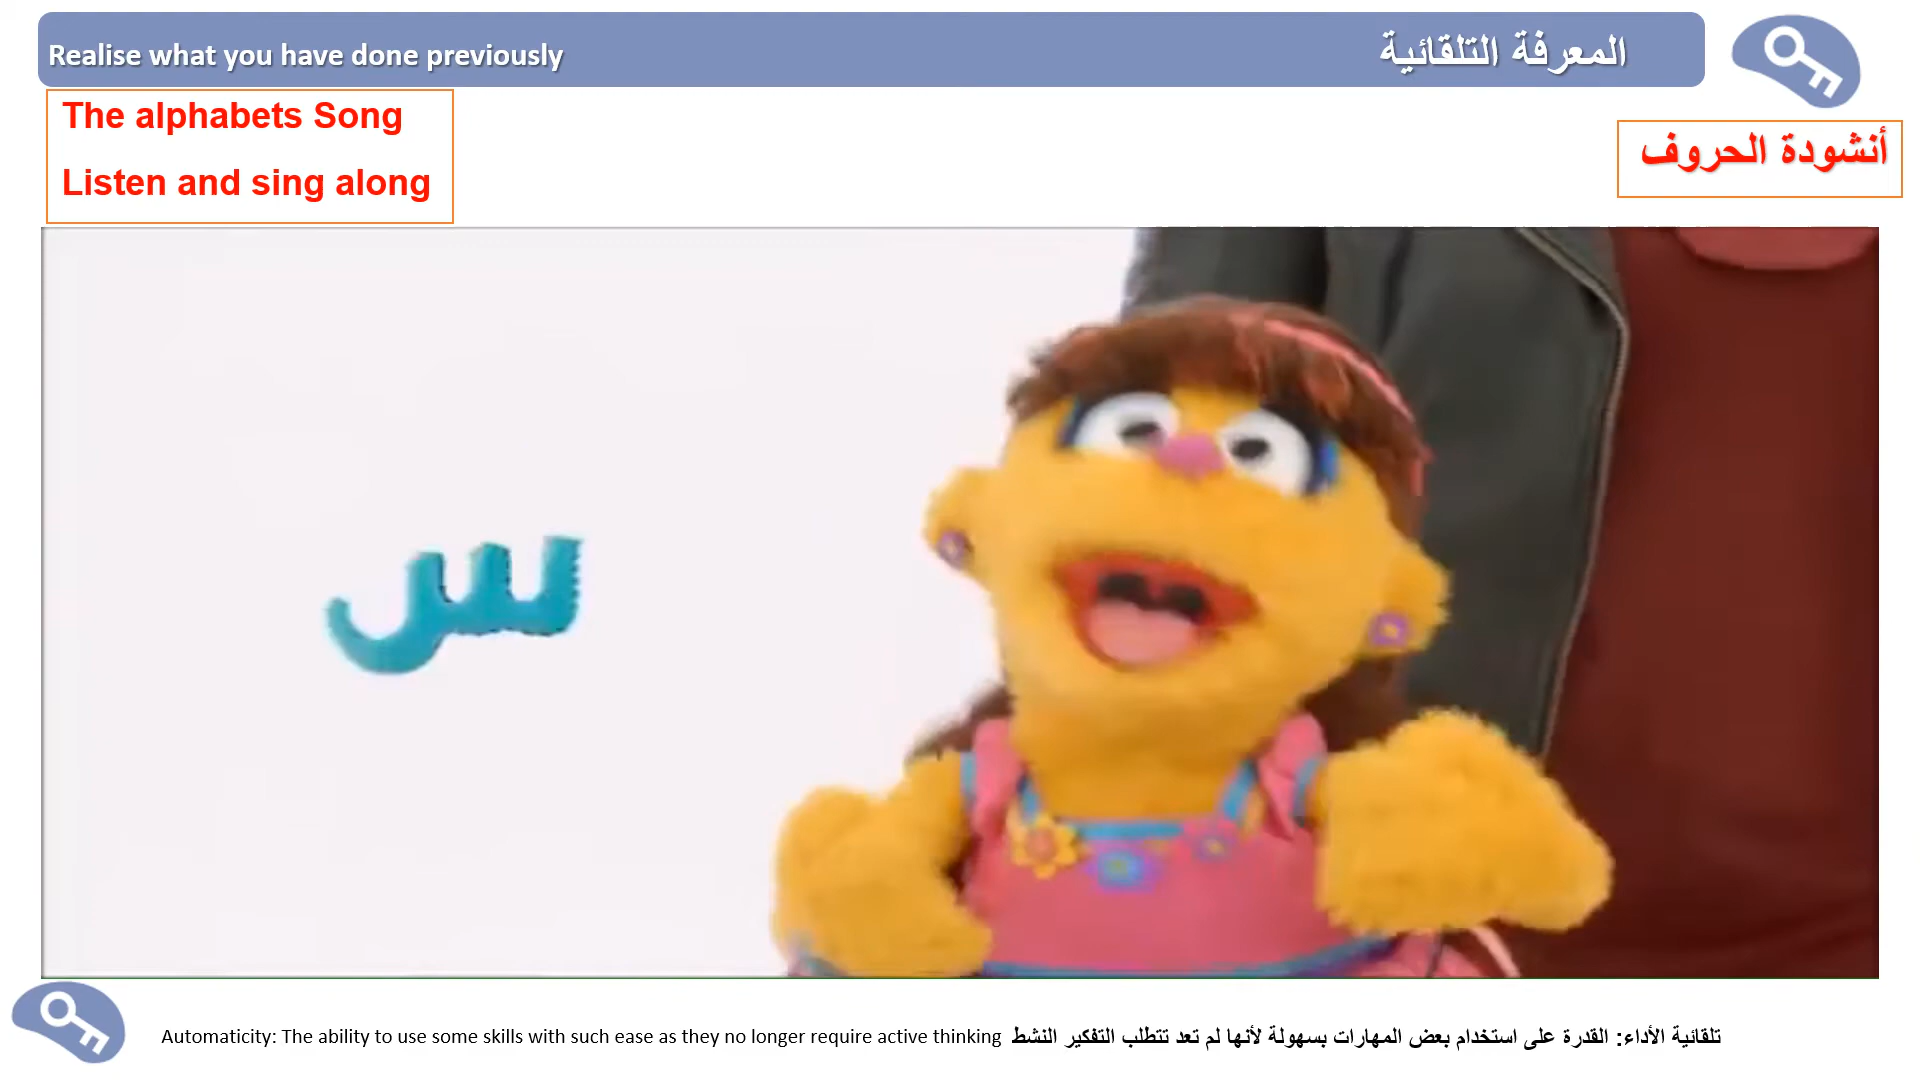 Realise what you have done previously
المعرفة التلقائية
The alphabets Song
Listen and sing along
أنشودة الحروف
س
Automaticity: The ability to use some skills with such ease as they no longer require active thinking
تلقائية الأداء: القدرة على استخدام بعض المهارات بسهولة لأنها لم تعد تتطلب التفكير النشط